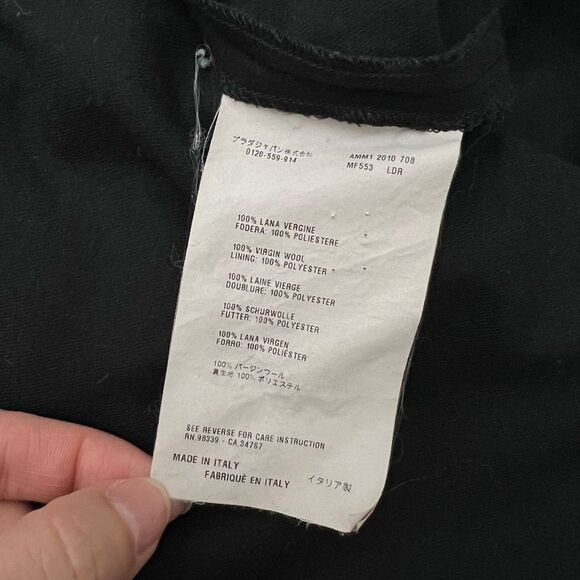 プラダジャパン株式会社
0120-559-914
AMMT 2010 708
MF553 LDR
100% LANA VERGINE
FODERA: 100% POLIESTERE
100% VIRGIN WOOL
LINING: 100% POLYESTER
100% LAINE VIERGE
DOUBLURE: 100% POLYESTER
100% SCHURWOLLE
FUTTER: 100% POLYESTER
100% LANA VIRGEN
FORRO: 100% POLIÉSTER
100% バージンウール
裏生地 100% ポリエステル
SEE REVERSE FOR CARE INSTRUCTION
RN.98339 - CA.34767
MADE IN ITALY
FABRIQUÉ EN ITALY
イタリア製